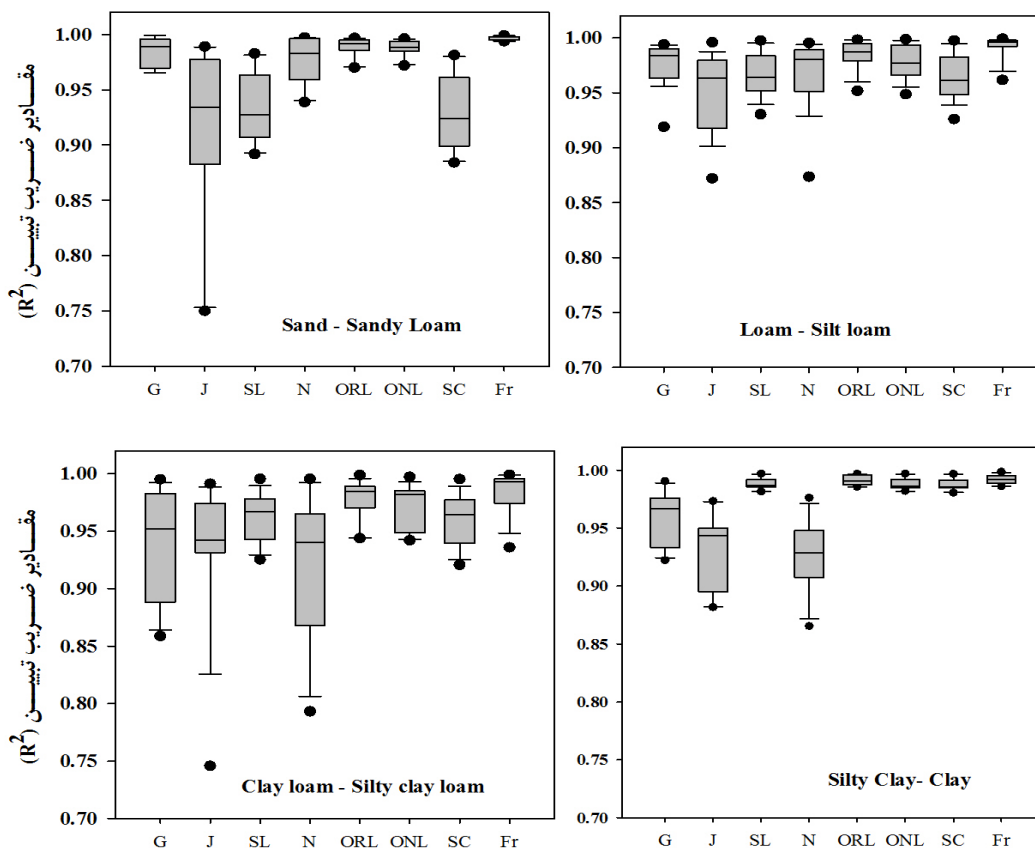 مقادیر ضریب تبیین (R²)
1.00
0.95
0.90
0.85
0.80
0.75
0.70
Sand - Sandy Loam
G J SL N ORL ONL SC Fr
1.00
0.95
0.90
0.85
0.80
0.75
0.70
Loam - Silt loam
G J SL N ORL ONL SC Fr
مقادیر ضریب تبیین (R²)
1.00
0.95
0.90
0.85
0.80
0.75
0.70
Clay loam - Silty clay loam
G J SL N ORL ONL SC Fr
1.00
0.95
0.90
0.85
0.80
0.75
0.70
Silty Clay- Clay
G J SL N ORL ONL SC Fr